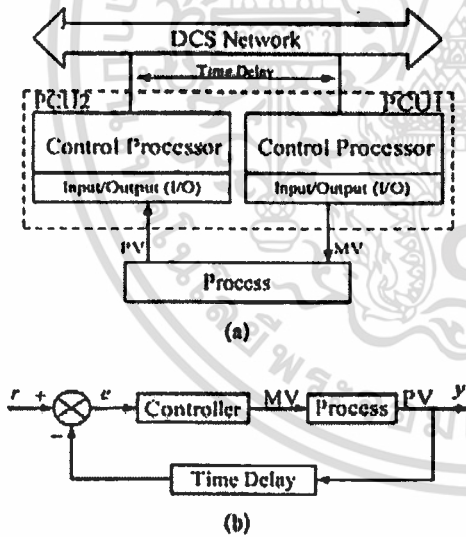 DCS Network
Time Delay
PCU2 PCU1
Control Processor Control Processor
Input/Output (I/O) Input/Output (I/O)
PV MV
Process
(a)
r + e Controller MV Process PV y
−
Time Delay
(b)